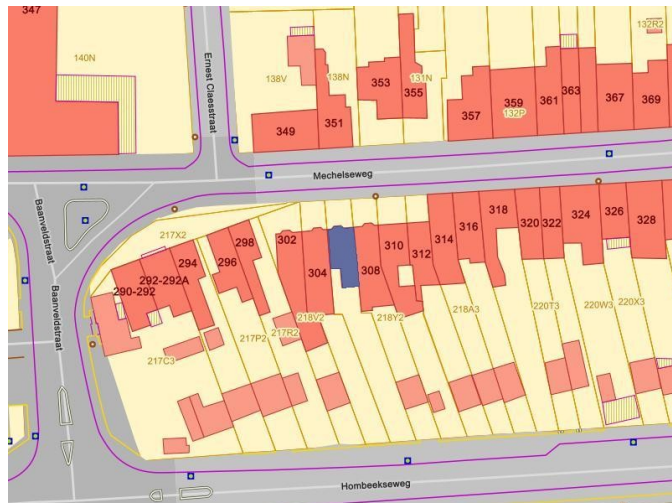 347
140N
Ernest Claesstraat
138V
138N
349
351
353
355
131N
357
359
132P
361
363
367
369
132R2
Mechelseweg
Baanveldstraat
Baanveldstraat
217X2
290-292
292-292A
294
296
298
302
304
308
310
312
314
316
318
320
322
324
326
328
217C3
217P2
217R2
218V2
218Y2
218A3
220T3
220W3
220X3
Hombeekseweg